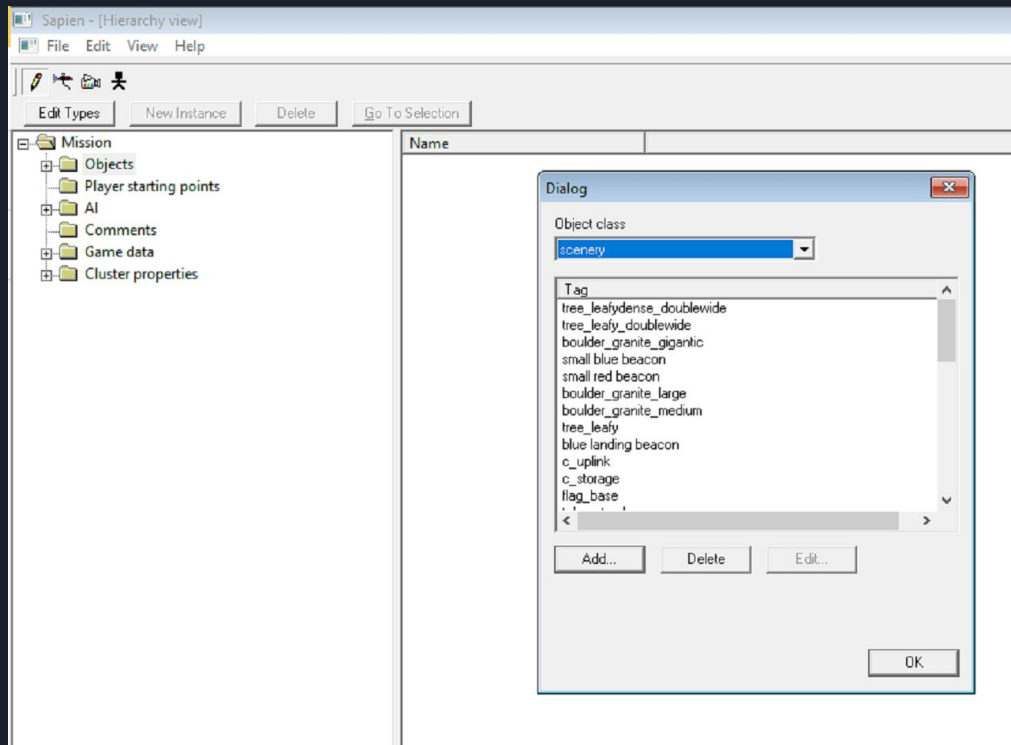 Sapien - [Hierarchy view]
File Edit View Help
Edit Types New Instance Delete Go To Selection
Mission
Objects
Player starting points
AI
Comments
Game data
Cluster properties
Name
Dialog
Object class
scenery
Tag
tree_leafydense_doublewide
tree_leafy_doublewide
boulder_granite_gigantic
small blue beacon
small red beacon
boulder_granite_large
boulder_granite_medium
tree_leafy
blue landing beacon
c_uplink
c_storage
flag_base
Add... Delete Edit...
OK